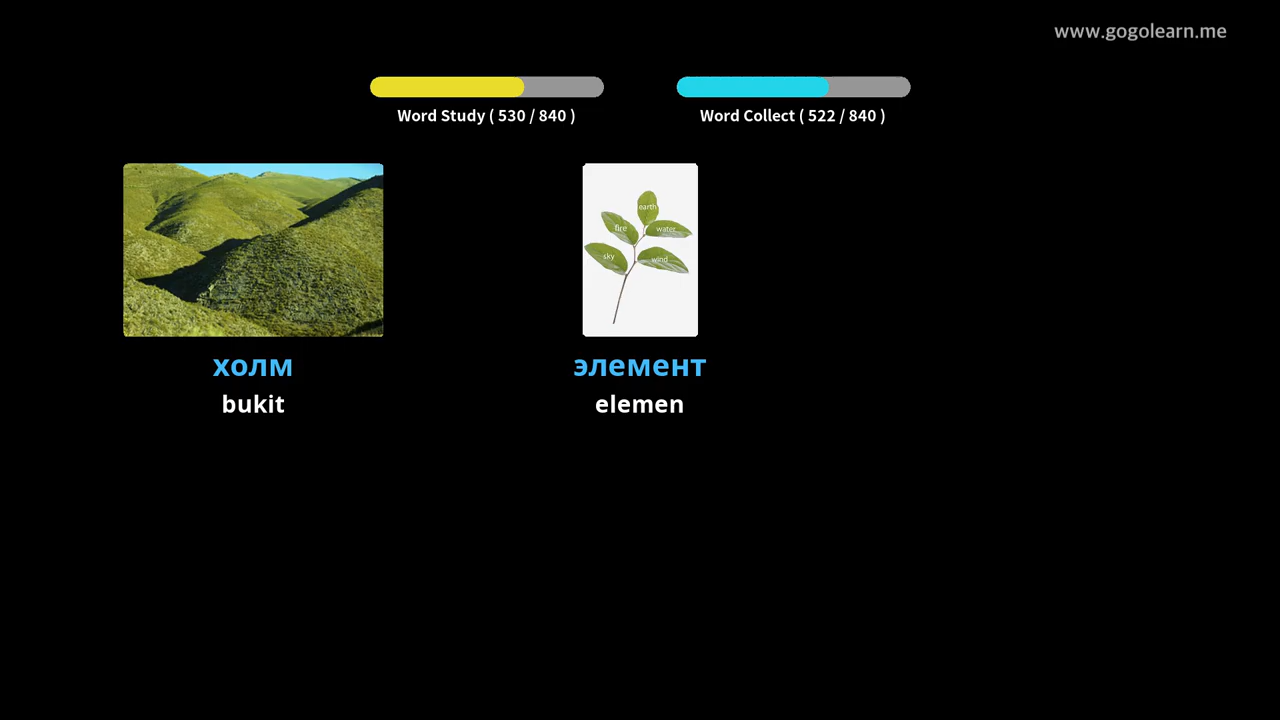 www.gogolearn.me
Word Study ( 530 / 840 )
Word Collect ( 522 / 840 )
earth
fire
water
sky
wind
холм
bukit
элемент
elemen